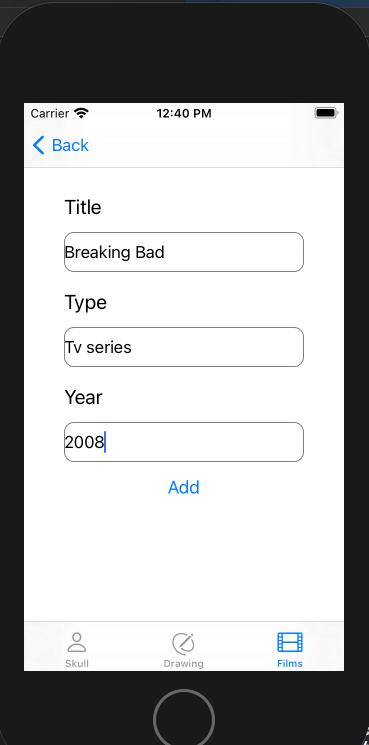 Carrier 12:40 PM
Back
Title
Breaking Bad
Type
Tv series
Year
2008
Add
Skull Drawing Films